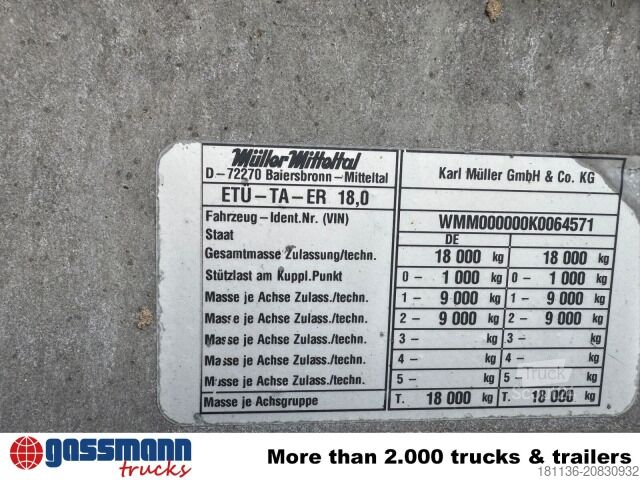 Müller Mitteltal
D-72270 Baiersbronn-Mitteltal
Karl Müller GmbH & Co. KG
ETÜ-TA-ER 18,0
Fahrzeug-Ident.Nr. (VIN) WMM000000K0064571
Staat DE
Gesamtmasse Zulassung/techn. 18 000 kg 18 000 kg
Stützlast am Kuppl.Punkt 0- 1 000 kg 0- 1 000 kg
Masse je Achse Zulass./techn. 1- 9 000 kg 1- 9 000 kg
Masse je Achse Zulass./techn. 2- 9 000 kg 2- 9 000 kg
Masse je Achse Zulass./techn. 3- kg 3- kg
Masse je Achse Zulass./techn. 4- kg 4- kg
Masse je Achse Zulass./techn. 5- kg 5- kg
Masse je Achsgruppe T. 18 000 kg T. 18 000 kg
Truck
gassmann
trucks
More than 2.000 trucks & trailers
181136-20830932